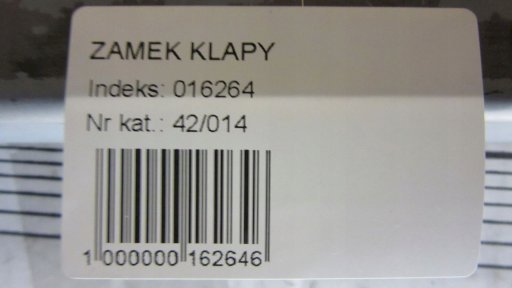 ZAMEK KLAPY
Indeks: 016264
Nr kat.: 42/014
1 000000 162646